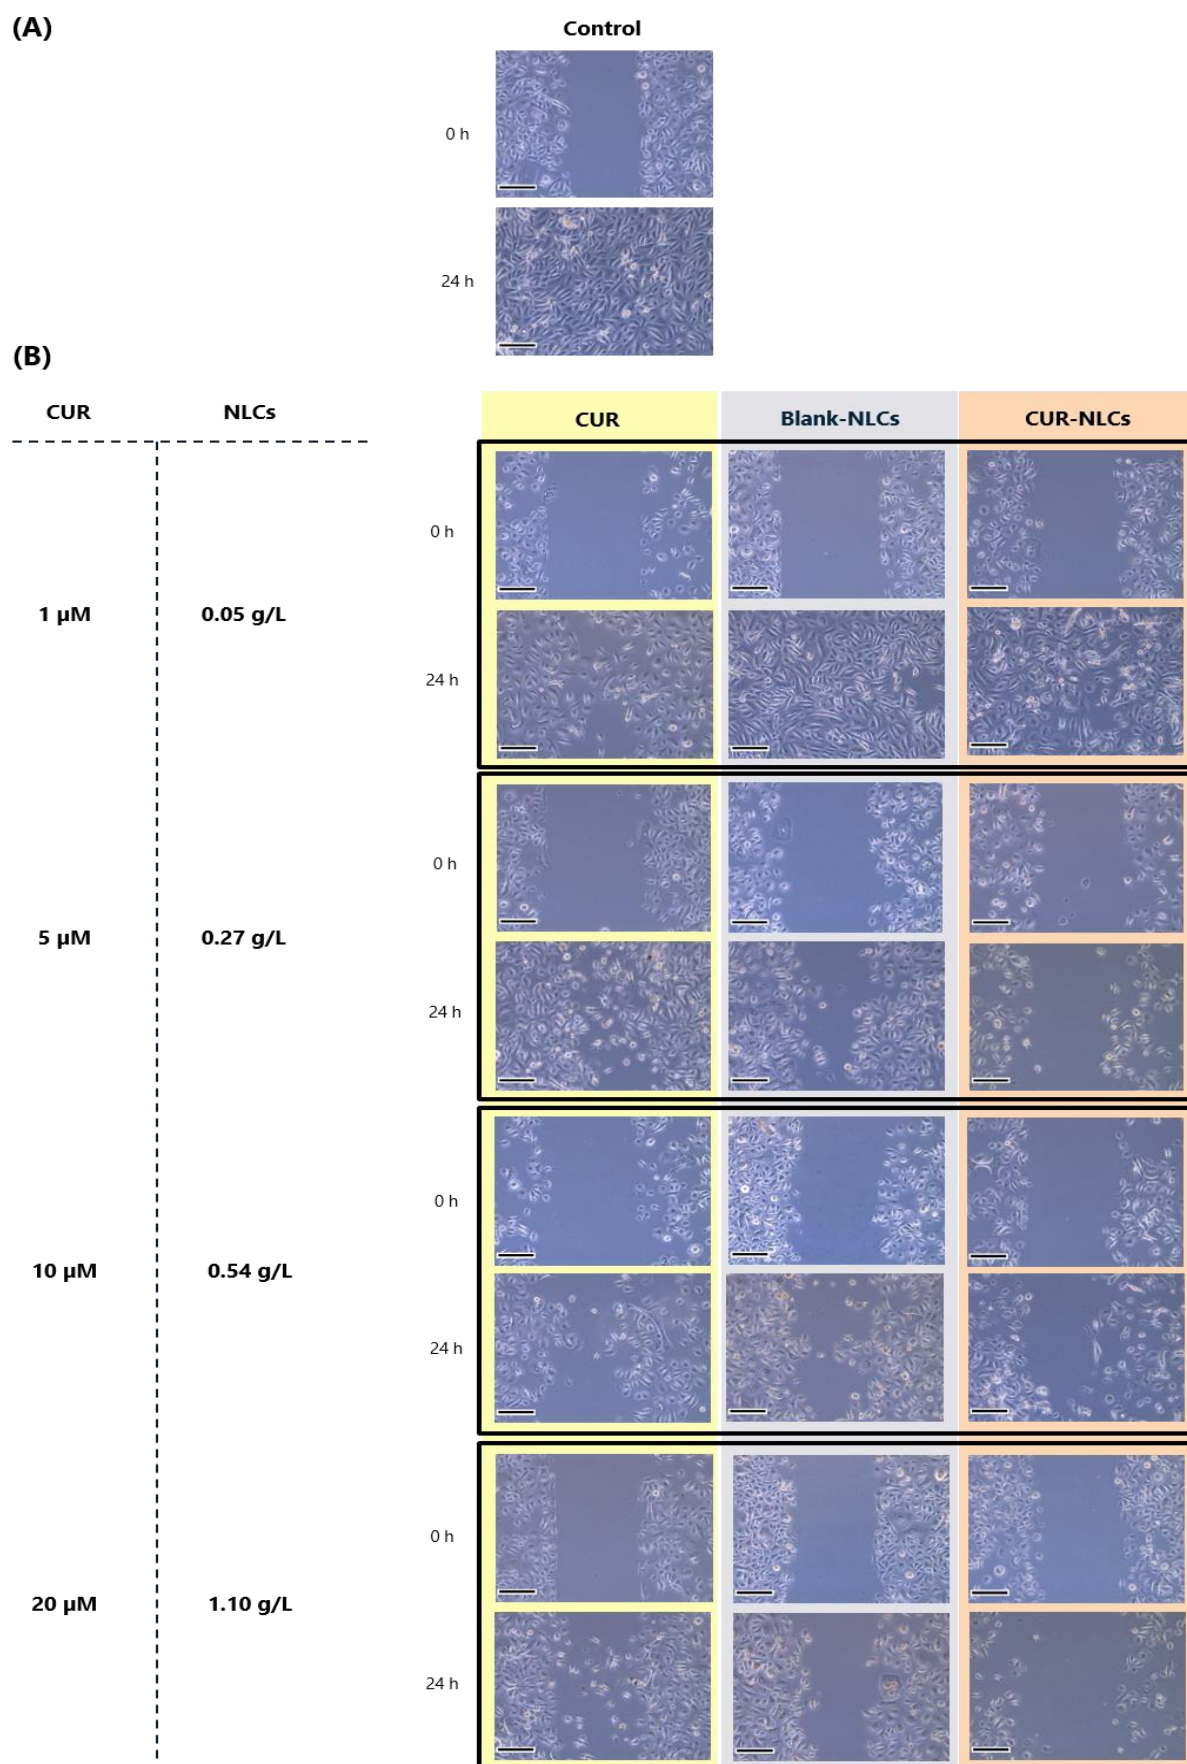 (A)
Control
0 h
24 h
(B)
CUR NLCs
CUR Blank-NLCs CUR-NLCs
0 h
1 μM 0.05 g/L
24 h
0 h
5 μM 0.27 g/L
24 h
0 h
10 μM 0.54 g/L
24 h
0 h
20 μM 1.10 g/L
24 h